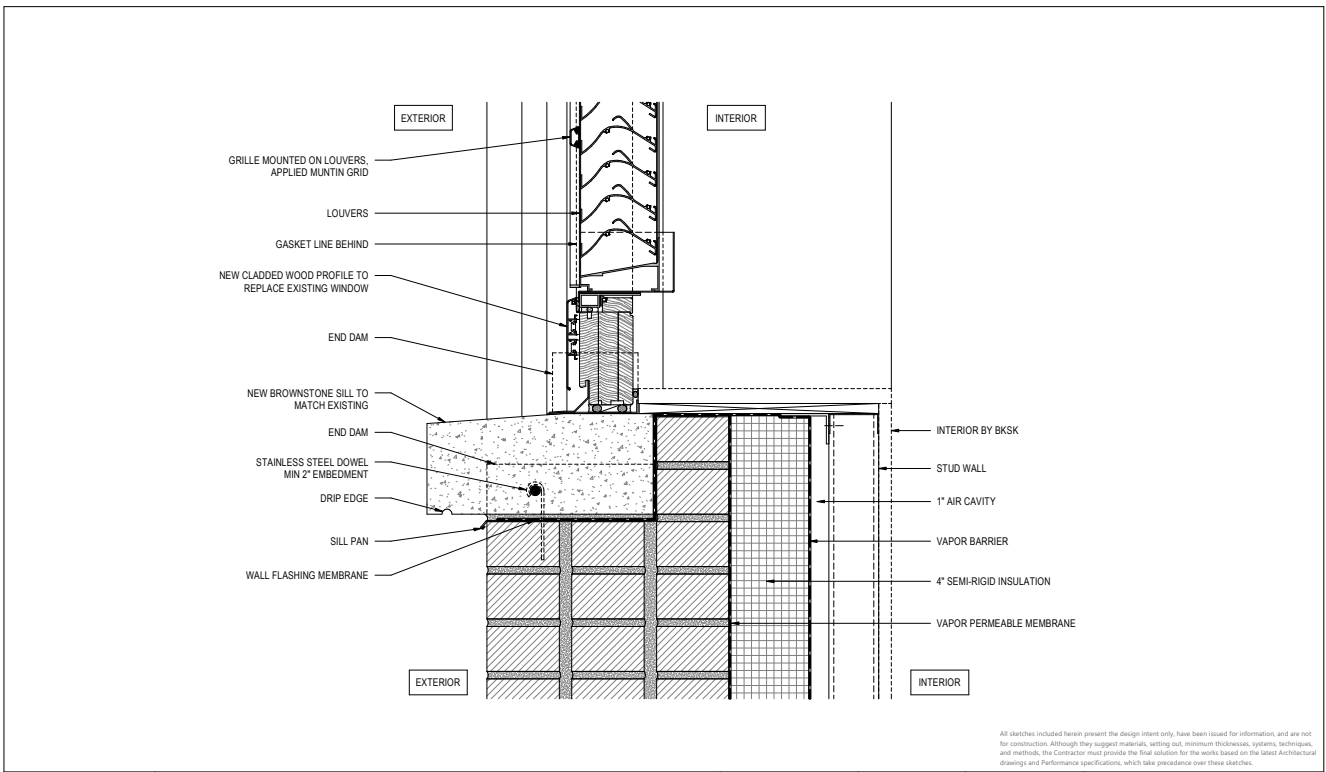 EXTERIOR
INTERIOR
GRILLE MOUNTED ON LOUVERS,
APPLIED MUNTIN GRID
LOUVERS
GASKET LINE BEHIND
NEW CLADDED WOOD PROFILE TO
REPLACE EXISTING WINDOW
END DAM
NEW BROWNSTONE SILL TO
MATCH EXISTING
END DAM
STAINLESS STEEL DOWEL
MIN 2" EMBEDMENT
DRIP EDGE
SILL PAN
WALL FLASHING MEMBRANE
INTERIOR BY BKSK
STUD WALL
1" AIR CAVITY
VAPOR BARRIER
4" SEMI-RIGID INSULATION
VAPOR PERMEABLE MEMBRANE
EXTERIOR
INTERIOR
All sketches included herein present the design intent only, have been issued for information, and are not
for construction. Although they suggest materials, setting out, minimum thicknesses, systems, techniques,
and methods, the Contractor must provide the final solution for the works based on the latest Architectural
drawings and Performance specifications, which take precedence over these sketches.